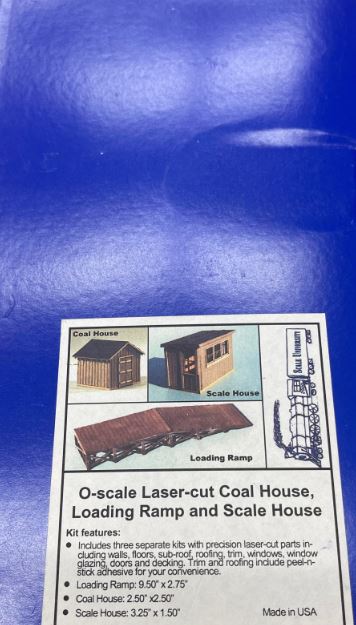 Coal House
Scale House
Loading Ramp
SCALE UNIVERSITY
O-scale Laser-cut Coal House,
Loading Ramp and Scale House
Kit features:
• Includes three separate kits with precision laser-cut parts in-
cluding walls, floors, sub-roof, roofing, trim, windows, window
glazing, doors and decking. Trim and roofing include peel-n-
stick adhesive for your convenience.
• Loading Ramp: 9.50" x 2.75"
• Coal House: 2.50" x2.50"
• Scale House: 3.25" x 1.50" Made in USA